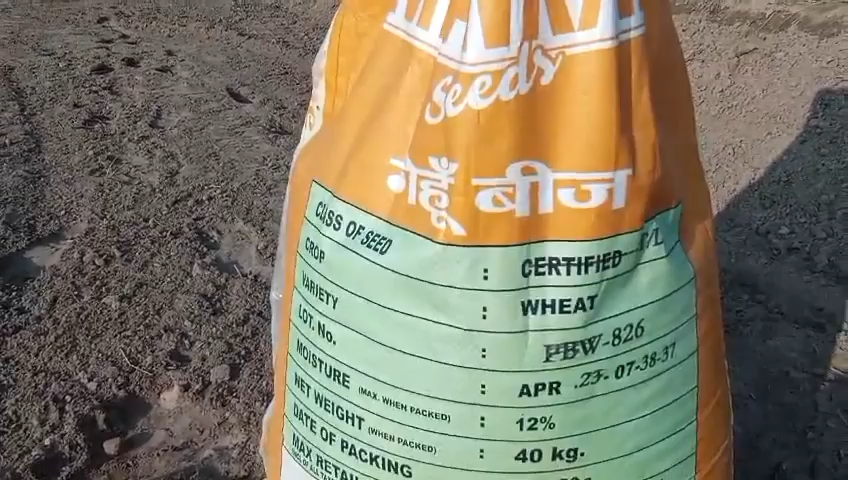 Seeds
गेहूँ बीज
CLASS OF SEED : CERTIFIED T/L
CROP : WHEAT
VARIETY : PBW-826
LOT. No. : APR .23-07-38-37
MOISTURE (MAX. WHEN PACKED) : 12%
NET WEIGHT (WHEN PACKED) : 40 kg.
DATE OF PACKING
MAX RETAIL